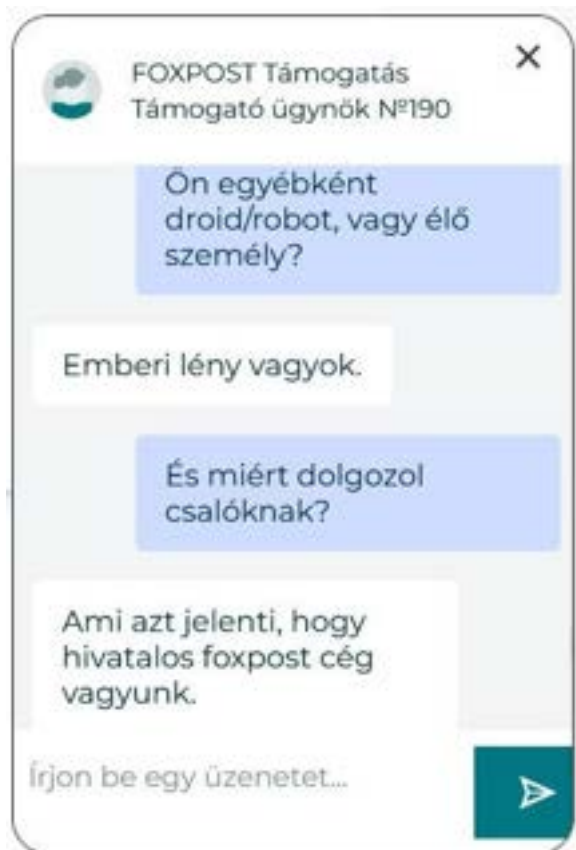 FOXPOST Támogatás
Támogató ügynök №190
Ön egyébként
droid/robot, vagy élő
személy?
Emberi lény vagyok.
És miért dolgozol
csalóknak?
Ami azt jelenti, hogy
hivatalos foxpost cég
vagyunk.
Írjon be egy üzenetet...